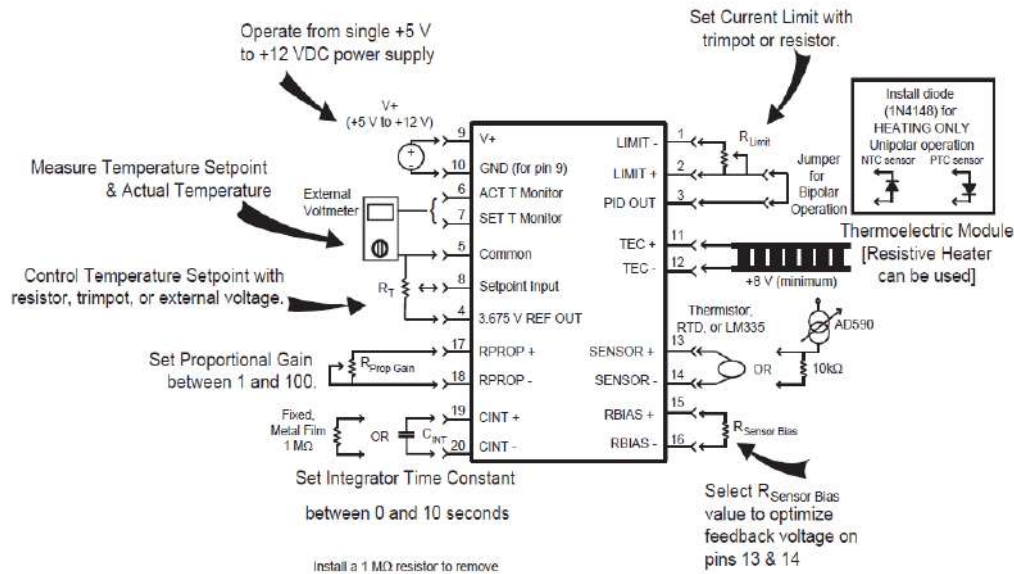 Operate from single +5 V
to +12 VDC power supply
Set Current Limit with
trimpot or resistor.
V+
(+5 V to +12 V)
Measure Temperature Setpoint
& Actual Temperature
External
Voltmeter
Control Temperature Setpoint with
resistor, trimpot, or external voltage.
RT
Set Proportional Gain
between 1 and 100.
RProp Gain
Fixed,
Metal Film
1 MΩ
OR
CINT
Set Integrator Time Constant
between 0 and 10 seconds
Install a 1 MΩ resistor to remove
9 V+
10 GND (for pin 9)
6 ACT T Monitor
7 SET T Monitor
5 Common
8 Setpoint Input
4 3.675 V REF OUT
17 RPROP +
18 RPROP -
19 CINT +
20 CINT -
LIMIT - 1
LIMIT + 2
PID OUT 3
TEC + 11
TEC - 12
SENSOR + 13
SENSOR - 14
RBIAS + 15
RBIAS - 16
RLimit
Jumper
for
Bipolar
Operation
Install diode
(1N4148) for
HEATING ONLY
Unipolar operation
NTC sensor PTC sensor
Thermoelectric Module
[Resistive Heater
can be used]
+8 V (minimum)
Thermistor,
RTD, or LM335
OR
AD590
10kΩ
RSensor Bias
Select RSensor Bias
value to optimize
feedback voltage on
pins 13 & 14